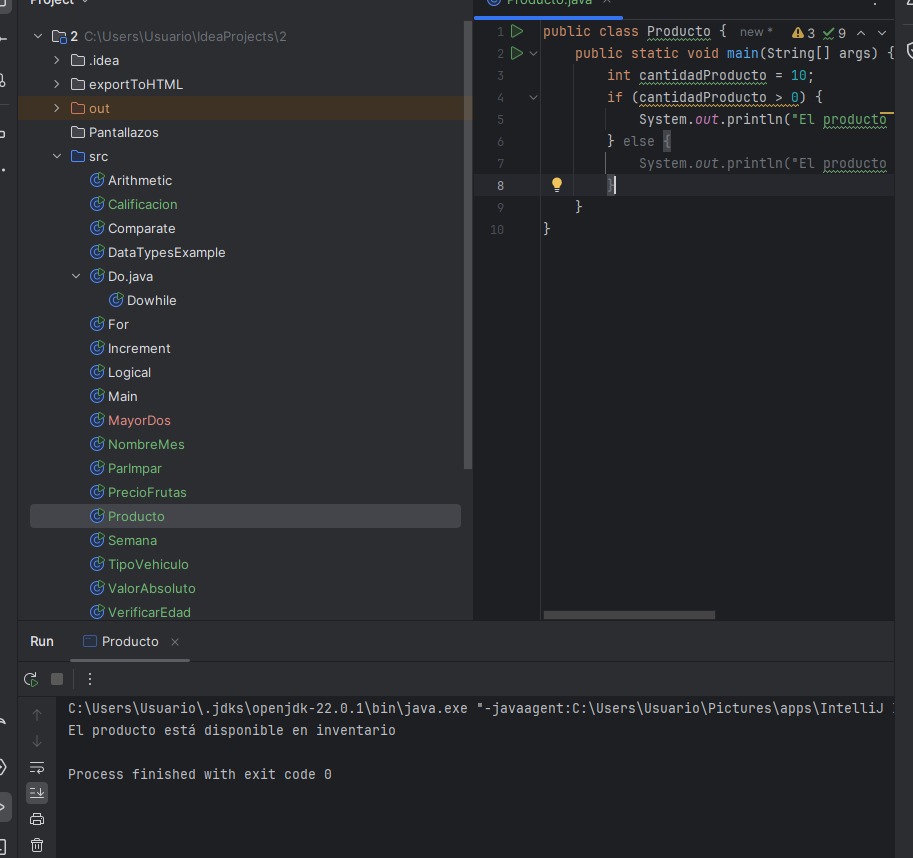 Project
2 C:\Users\Usuario\IdeaProjects\2
.idea
exportToHTML
out
Pantallazos
src
Arithmetic
Calificacion
Comparate
DataTypesExample
Do.java
Dowhile
For
Increment
Logical
Main
MayorDos
NombreMes
ParImpar
PrecioFrutas
Producto
Semana
TipoVehiculo
ValorAbsoluto
VerificarEdad
Producto.java
1 public class Producto { new * 3 9
2 public static void main(String[] args) {
3 int cantidadProducto = 10;
4 if (cantidadProducto > 0) {
5 System.out.println("El producto
6 } else {
7 System.out.println("El producto
8 }
9 }
10 }
Run Producto
C:\Users\Usuario\.jdks\openjdk-22.0.1\bin\java.exe "-javaagent:C:\Users\Usuario\Pictures\apps\IntelliJ
El producto está disponible en inventario
Process finished with exit code 0